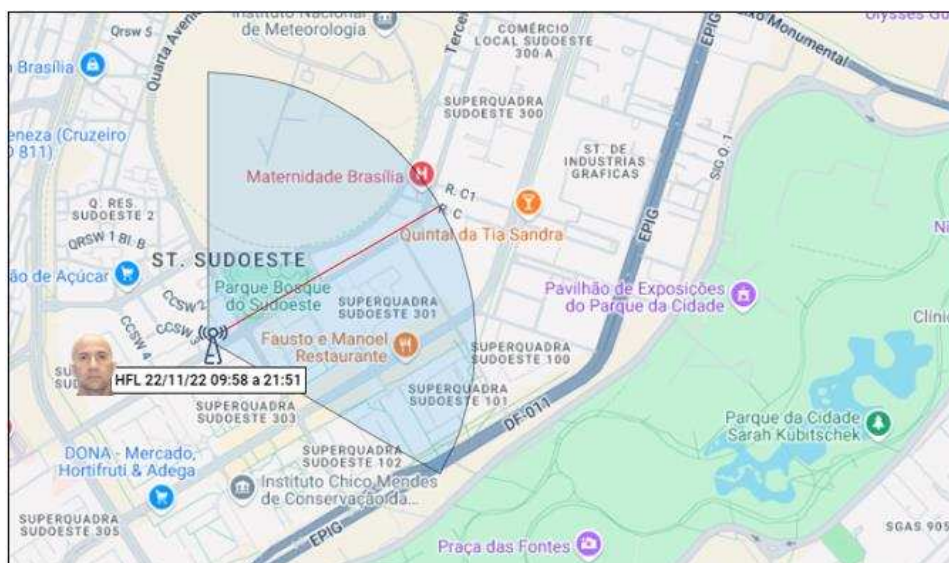 Qrsw 5
Quarta Avenida
Instituto Nacional
de Meteorologia
COMÉRCIO
LOCAL SUDOESTE
300 A
EPIG
Monumental
Brasília
SUPERQUADRA
SUDOESTE 300
eneza (Cruzeiro
O 811)
ST. DE
INDUSTRIAS
GRAFICAS
SIG Q. 1
Maternidade Brasília
R. C1
R. C
Q. RES.
SUDOESTE 2
Quintal da Tia Sandra
EPIG
QRSW 1 Bl. B
ST. SUDOESTE
ão de Açúcar
Parque Bosque
do Sudoeste
Pavilhão de Exposições
do Parque da Cidade
CCSW 2
SUPERQUADRA
SUDOESTE 301
Clínic
CCSW 3
CCSW 4
Fausto e Manoel
Restaurante
SUPERQUADRA
SUDOESTE 100
HFL 22/11/22 09:58 a 21:51
SUPERQUADRA
SUDOESTE 101
SUPERQUADRA
SUDOESTE 303
DF-011
Parque da Cidade
Sarah Kubitschek
DONA - Mercado,
Hortifruti & Adega
SUPERQUADRA
SUDOESTE 102
Instituto Chico Mendes
de Conservação da...
SUPERQUADRA
SUDOESTE 305
EPIG
SGAS 905
Praça das Fontes